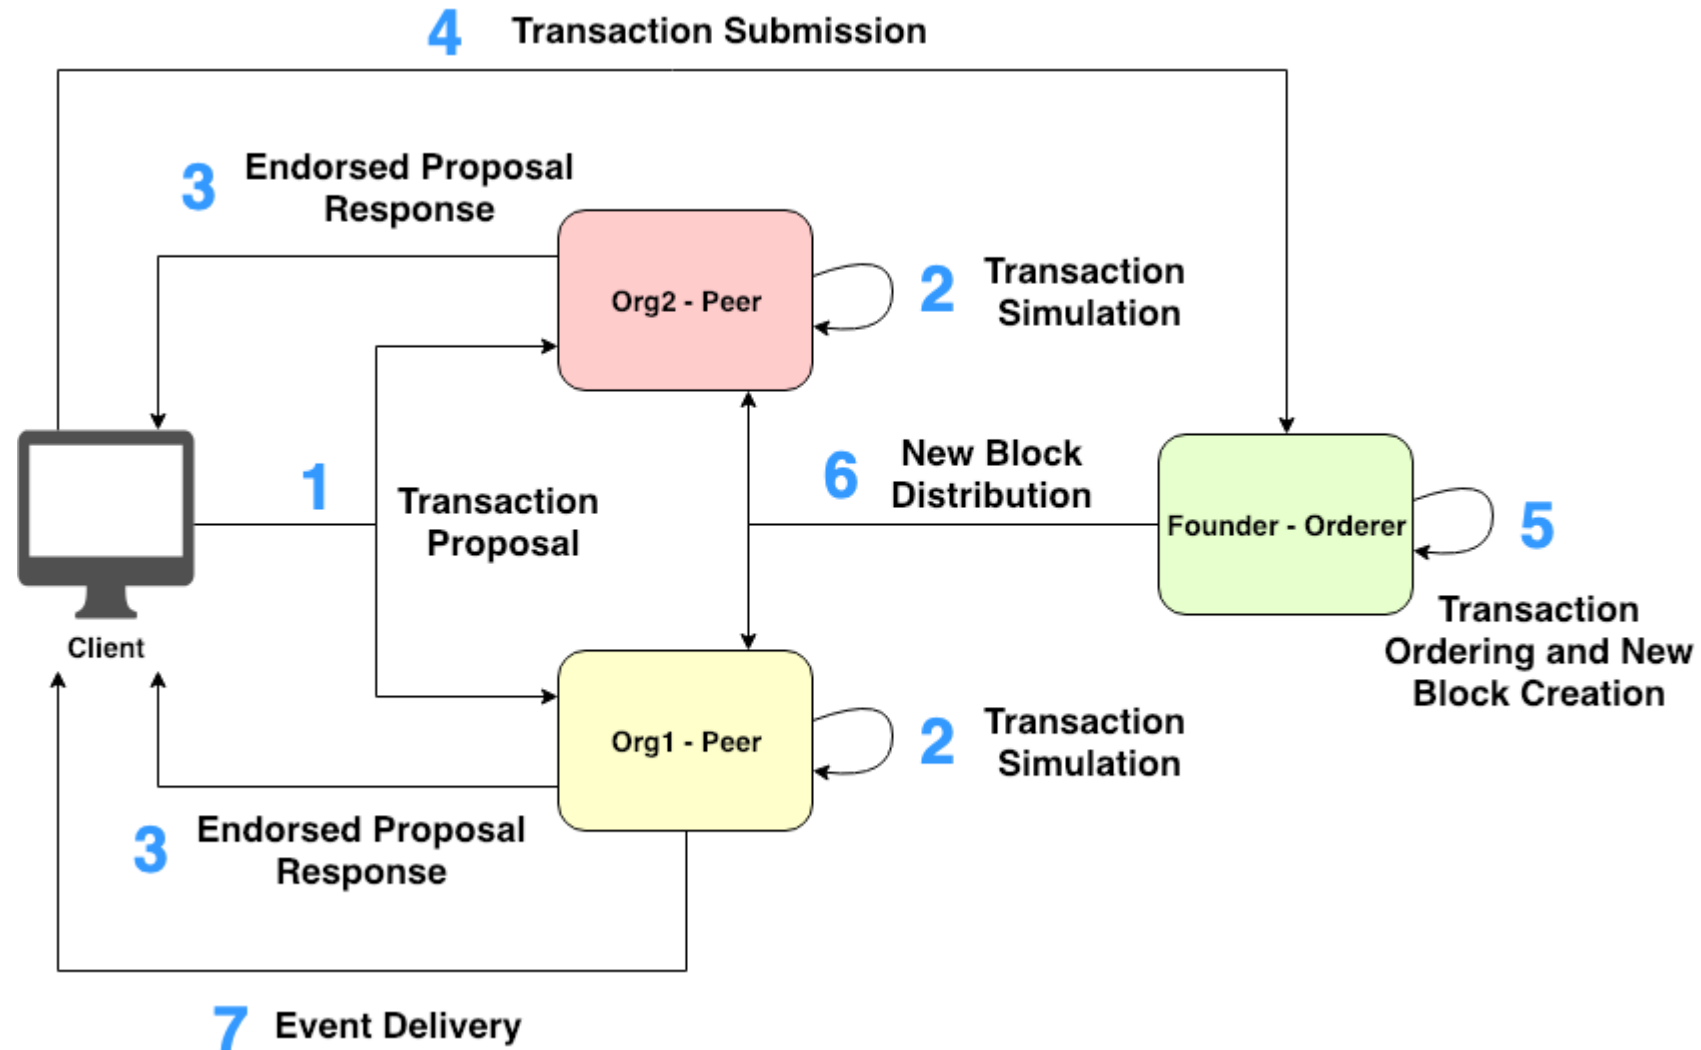 4 Transaction Submission
3 Endorsed Proposal
Response
Org2 - Peer
2 Transaction
Simulation
1 Transaction
Proposal
6 New Block
Distribution
Founder - Orderer
5
Transaction
Ordering and New
Block Creation
Client
Org1 - Peer
2 Transaction
Simulation
3 Endorsed Proposal
Response
7 Event Delivery